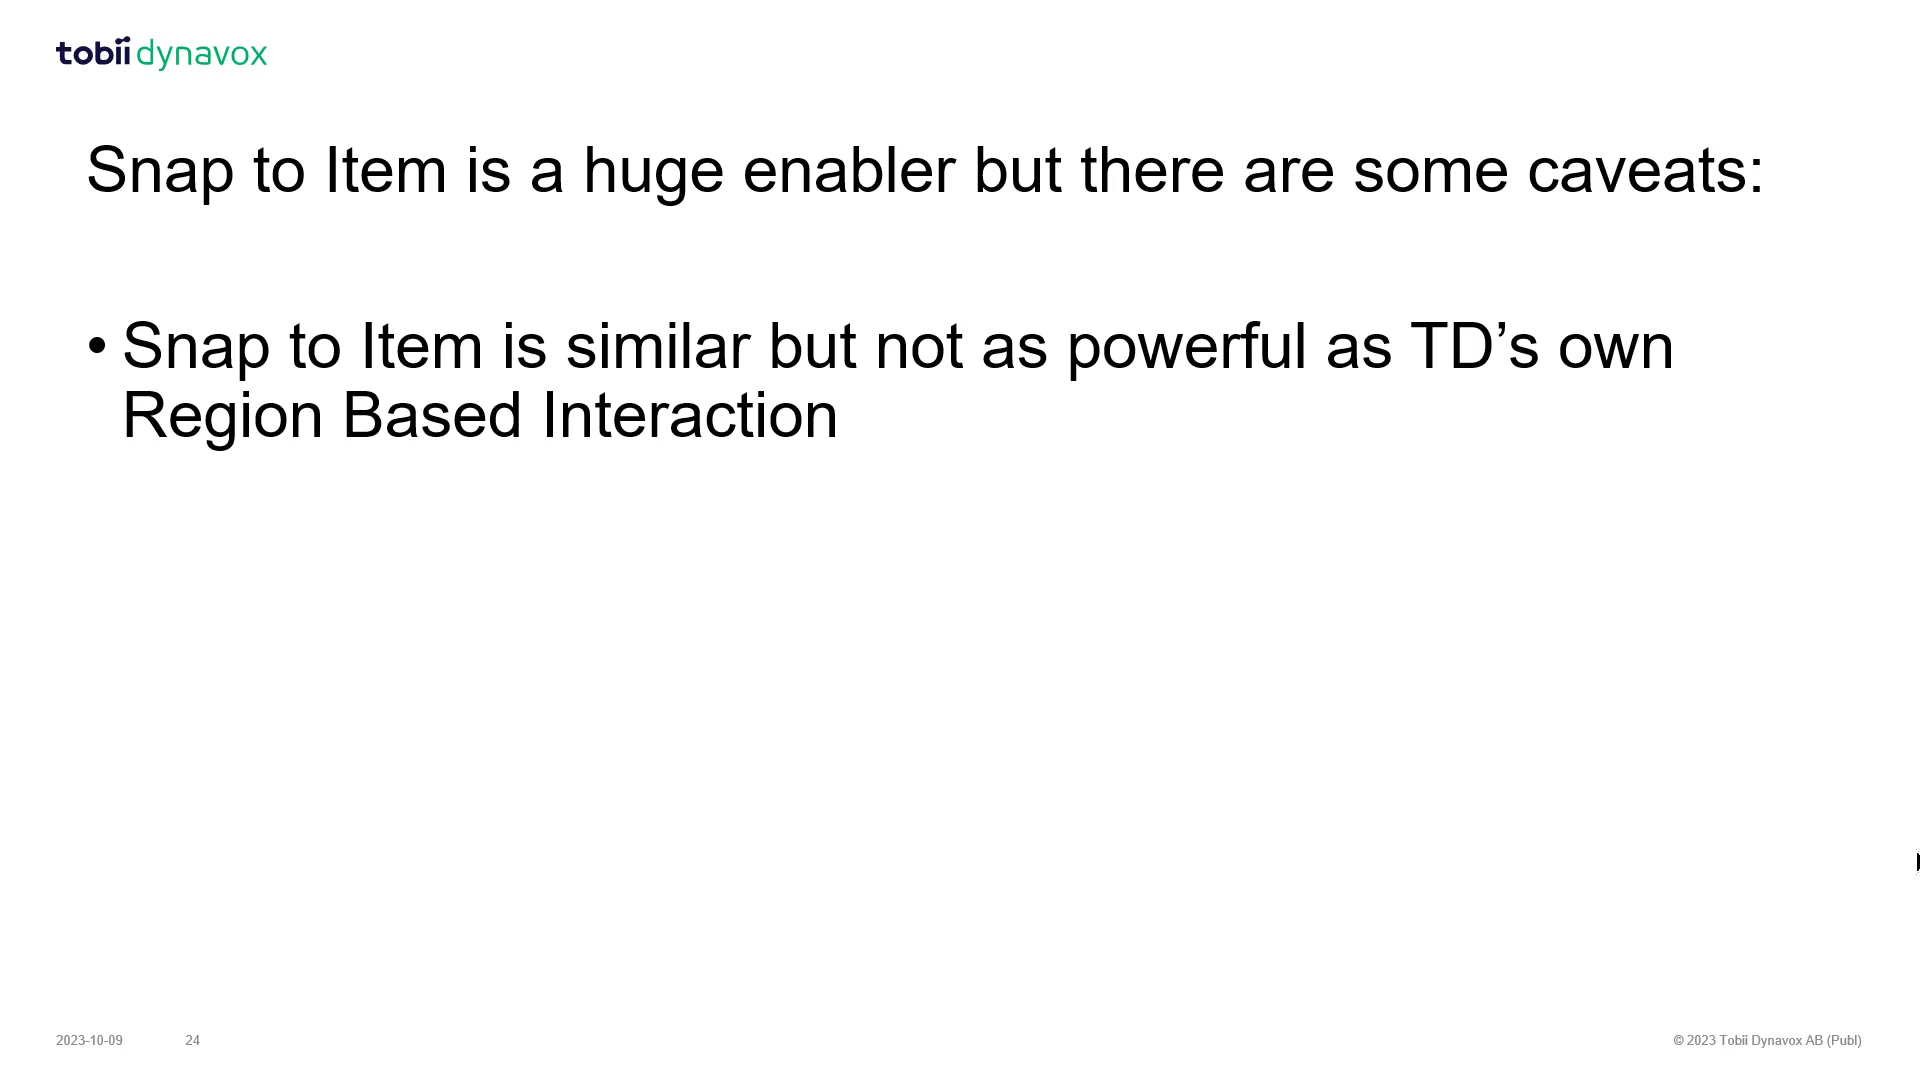 tobii dynavox
Snap to Item is a huge enabler but there are some caveats:
• Snap to Item is similar but not as powerful as TD’s own
Region Based Interaction
2023-10-09 24 © 2023 Tobii Dynavox AB (Publ)